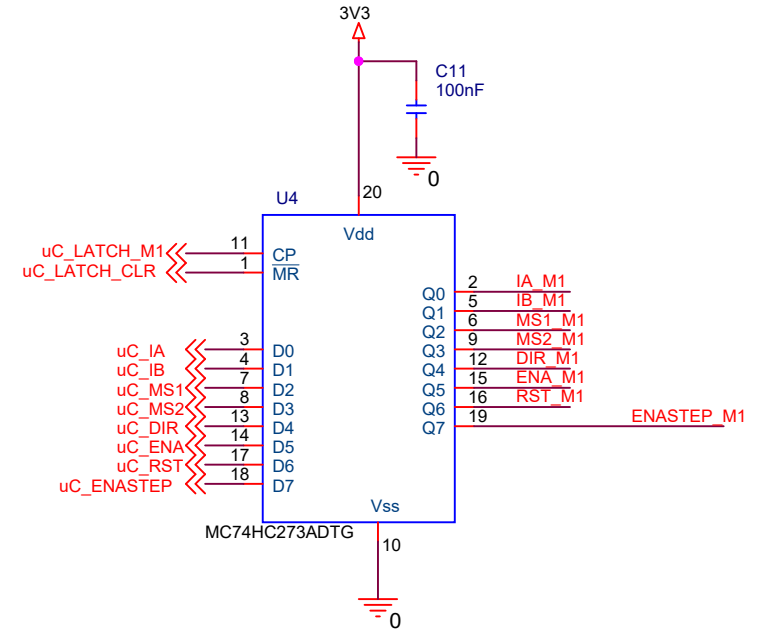 3V3
C11
100nF
0
U4
20
Vdd
uC_LATCH_M1
11
CP
uC_LATCH_CLR
1
MR
Q0
2
IA_M1
Q1
5
IB_M1
Q2
6
MS1_M1
Q3
9
MS2_M1
Q4
12
DIR_M1
Q5
15
ENA_M1
Q6
16
RST_M1
Q7
19
ENASTEP_M1
uC_IA
3
D0
uC_IB
4
D1
uC_MS1
7
D2
uC_MS2
8
D3
uC_DIR
13
D4
uC_ENA
14
D5
uC_RST
17
D6
uC_ENASTEP
18
D7
Vss
MC74HC273ADTG
10
0